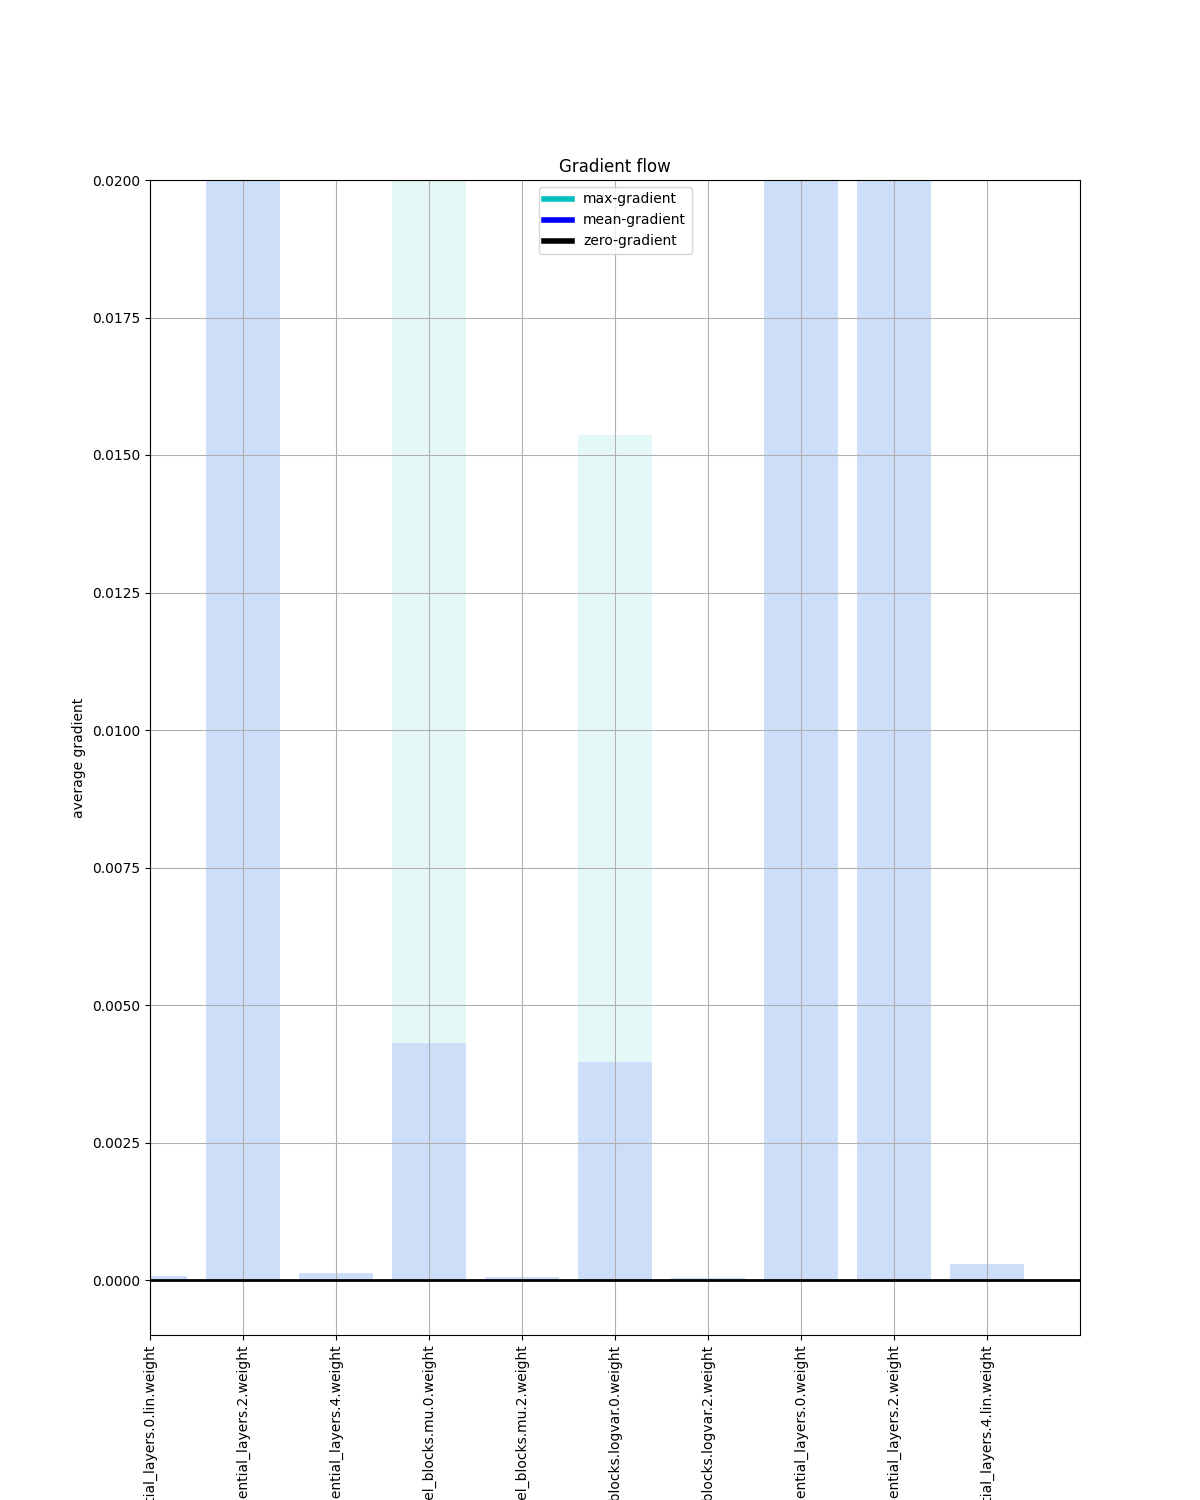 Gradient flow
max-gradient
mean-gradient
zero-gradient
0.0200
0.0175
0.0150
0.0125
0.0100
0.0075
0.0050
0.0025
0.0000
average gradient
tial_layers.0.lin.weight
ential_layers.2.weight
ential_layers.4.weight
el_blocks.mu.0.weight
el_blocks.mu.2.weight
blocks.logvar.0.weight
blocks.logvar.2.weight
ential_layers.0.weight
ential_layers.2.weight
tial_layers.4.lin.weight